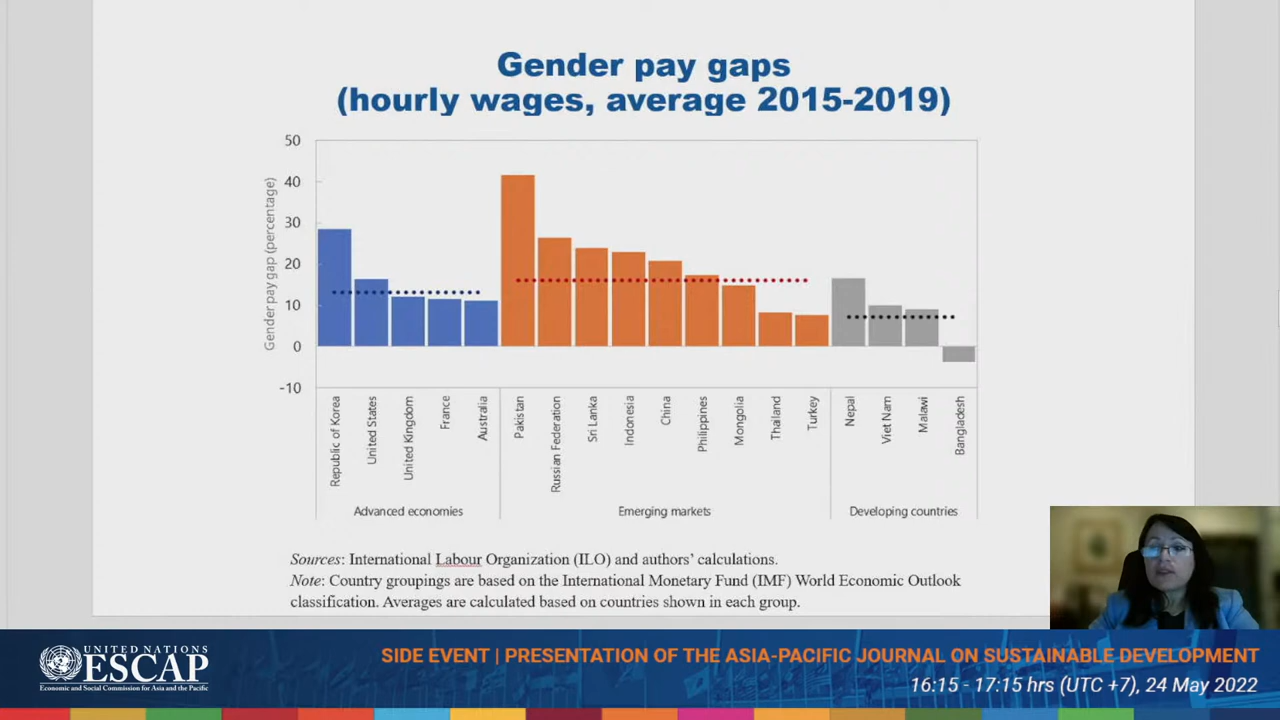 Gender pay gaps
(hourly wages, average 2015-2019)
Gender pay gap (percentage)
50
40
30
20
10
0
-10
Republic of Korea
United States
United Kingdom
France
Australia
Pakistan
Russian Federation
Sri Lanka
Indonesia
China
Philippines
Mongolia
Thailand
Turkey
Nepal
Viet Nam
Malawi
Bangladesh
Advanced economies
Emerging markets
Developing countries
Sources: International Labour Organization (ILO) and authors’ calculations.
Note: Country groupings are based on the International Monetary Fund (IMF) World Economic Outlook
classification. Averages are calculated based on countries shown in each group.
UNITED NATIONS
ESCAP
Economic and Social Commission for Asia and the Pacific
SIDE EVENT | PRESENTATION OF THE ASIA-PACIFIC JOURNAL ON SUSTAINABLE DEVELOPMENT
16:15 - 17:15 hrs (UTC +7), 24 May 2022